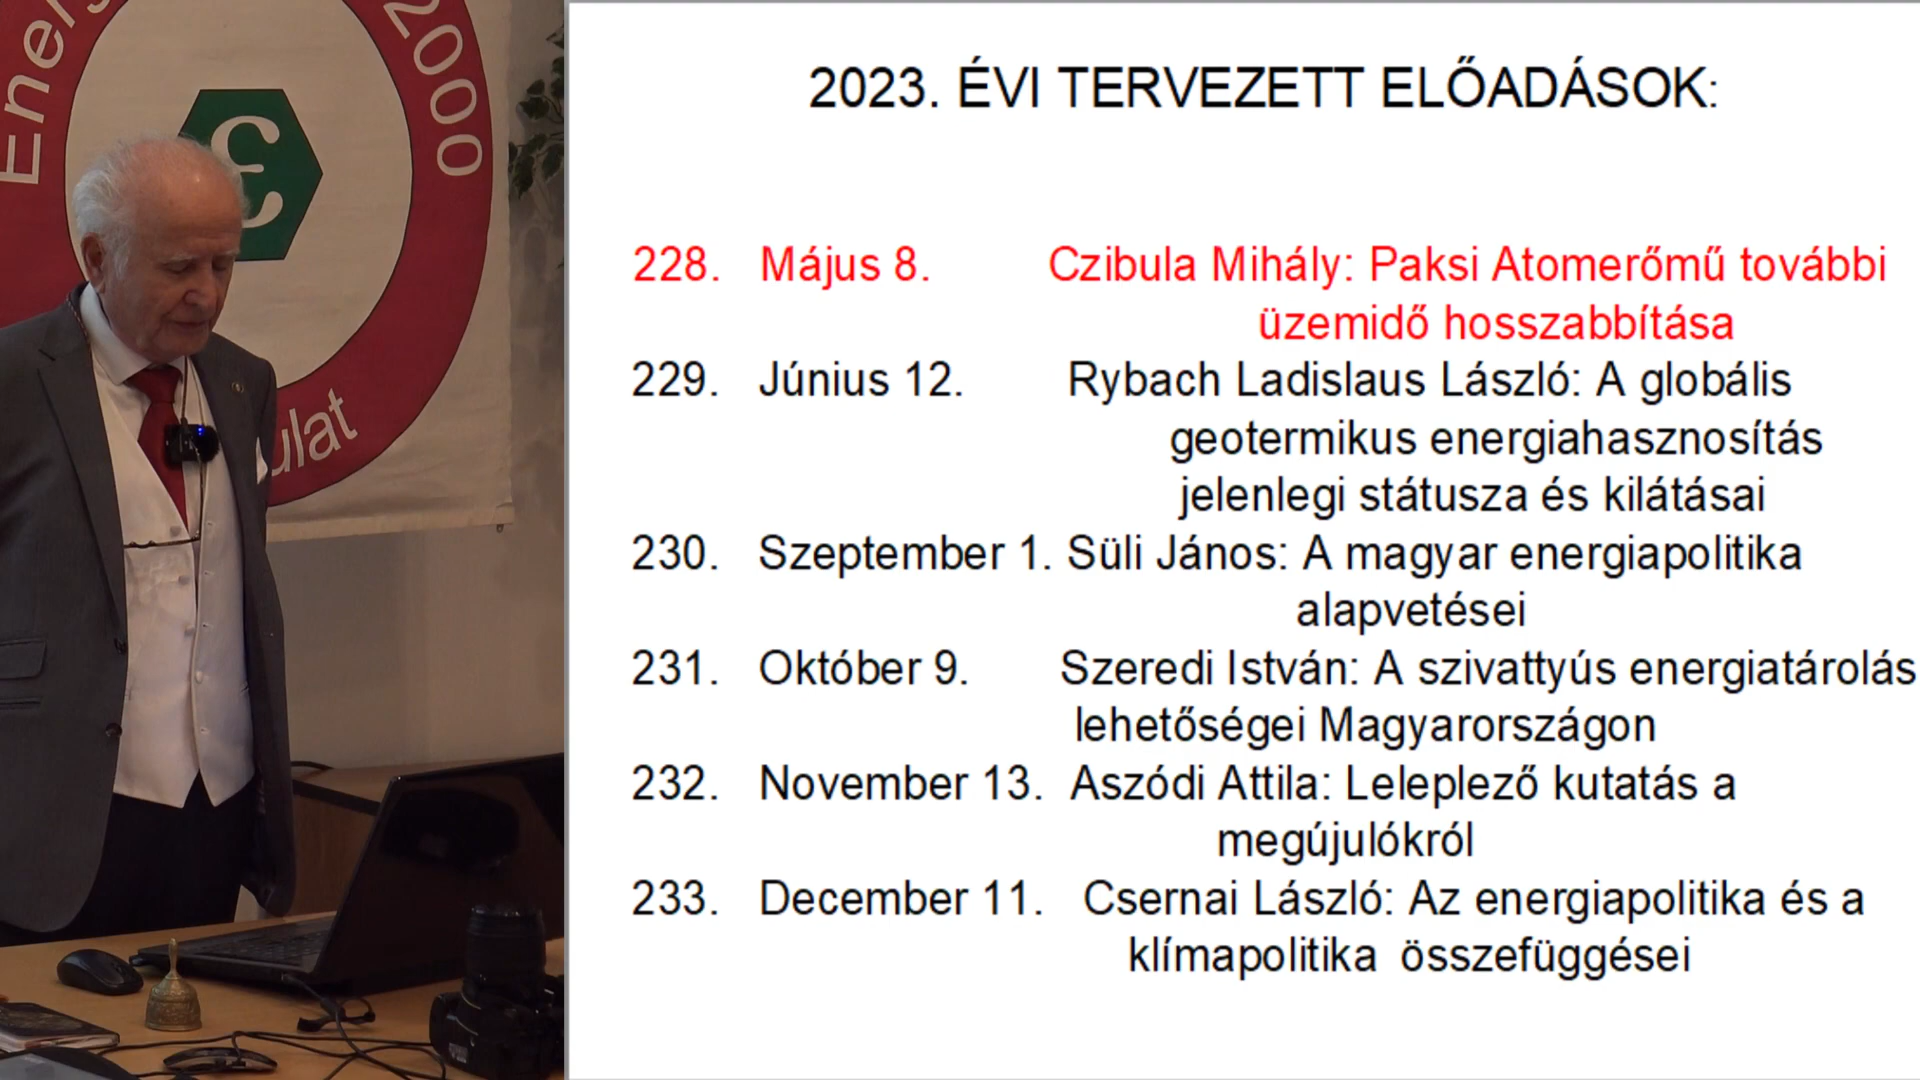 Ener
2000
ulat
ε
2023. ÉVI TERVEZETT ELŐADÁSOK:
228. Május 8. Czibula Mihály: Paksi Atomerőmű további
üzemidő hosszabbítása
229. Június 12. Rybach Ladislaus László: A globális
geotermikus energiahasznosítás
jelenlegi státusza és kilátásai
230. Szeptember 1. Süli János: A magyar energiapolitika
alapvetései
231. Október 9. Szeredi István: A szivattyús energiatárolás
lehetőségei Magyarországon
232. November 13. Aszódi Attila: Leleplező kutatás a
megújulókról
233. December 11. Csernai László: Az energiapolitika és a
klímapolitika összefüggései